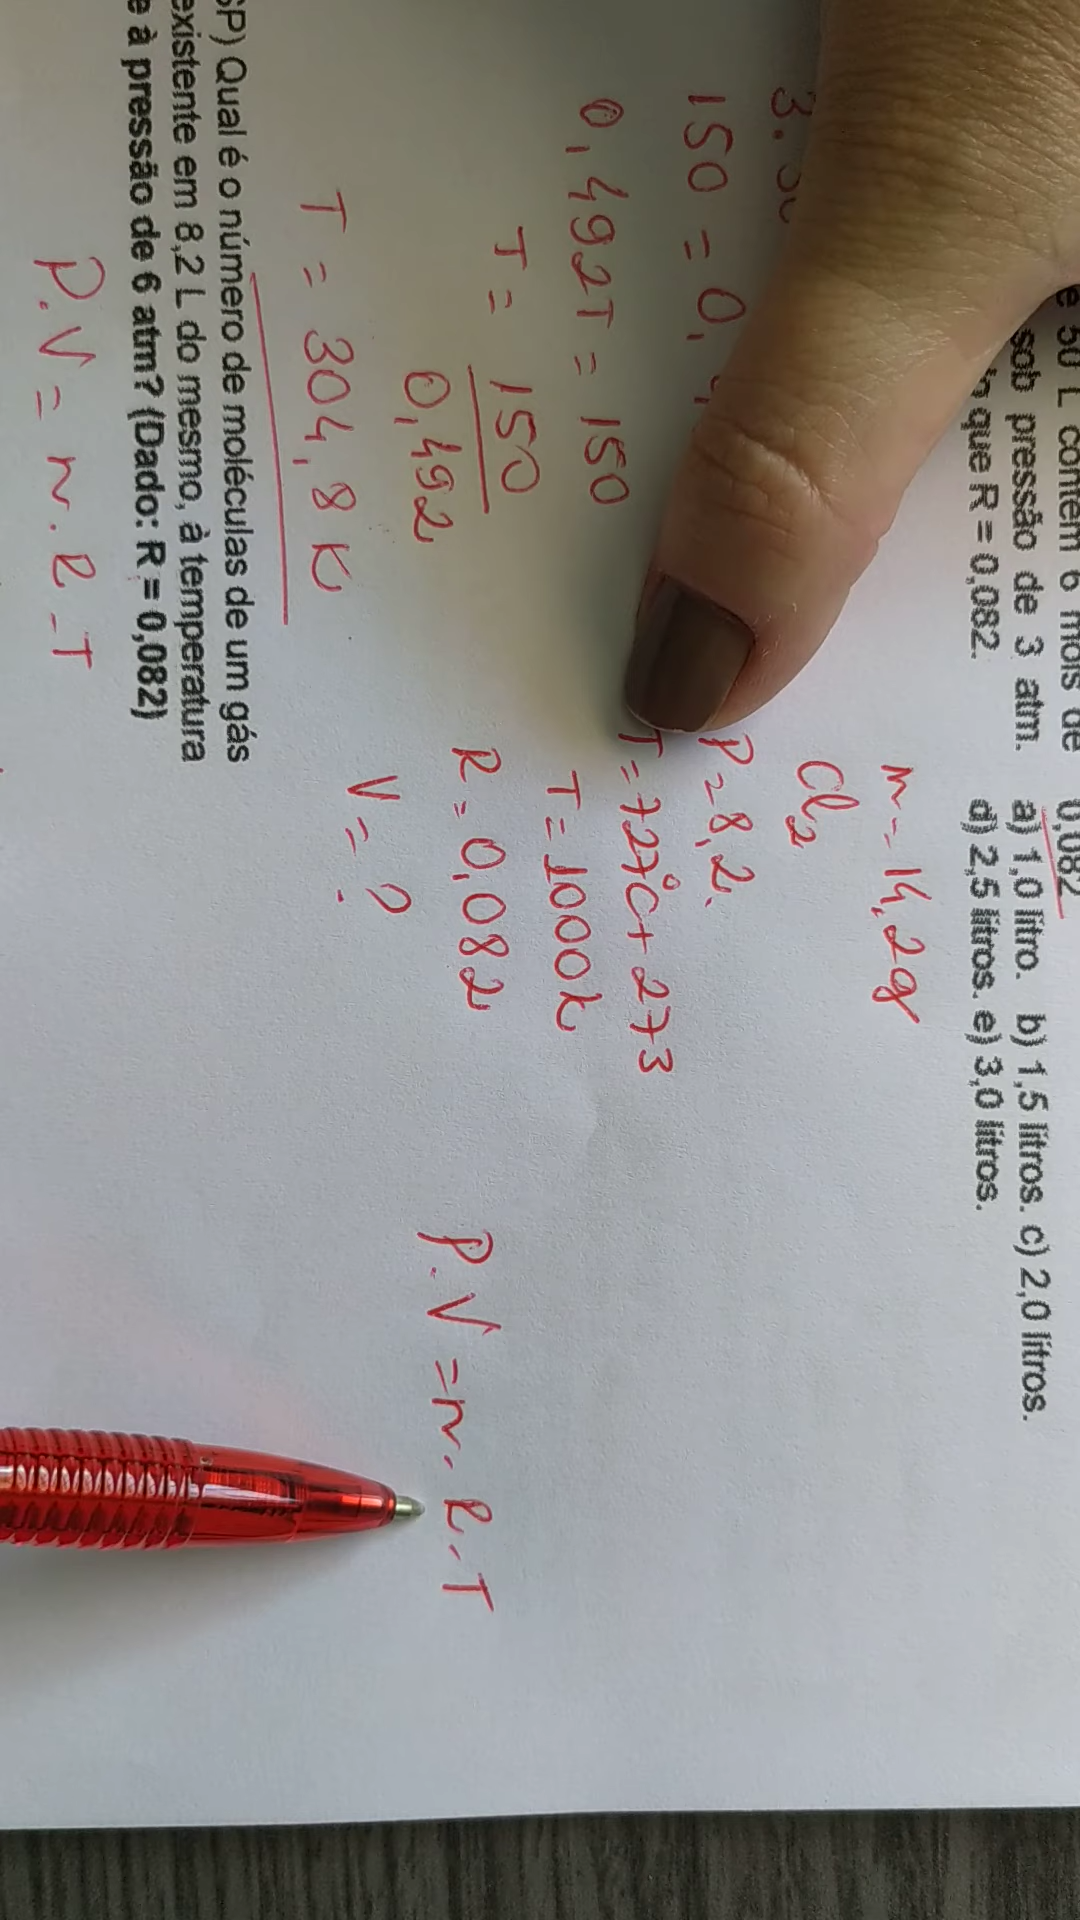 e 50 L contém 6 mols de
sob pressão de 3 atm.
que R = 0,082.
3.
150 = 0,
0,492T = 150
T = 150
0,492
T = 304,8 K
SP) Qual é o número de moléculas de um gás
existente em 8,2 L do mesmo, à temperatura
e à pressão de 6 atm? (Dado: R = 0,082)
P.V = n.R.T
0,082
a) 1,0 litro. b) 1,5 litros. c) 2,0 litros.
d) 2,5 litros. e) 3,0 litros.
m = 14,2g
Cl2
P = 8,2.
T = 727°C + 273
T = 1000k
R = 0,082
V = ?
P.V = n.R.T